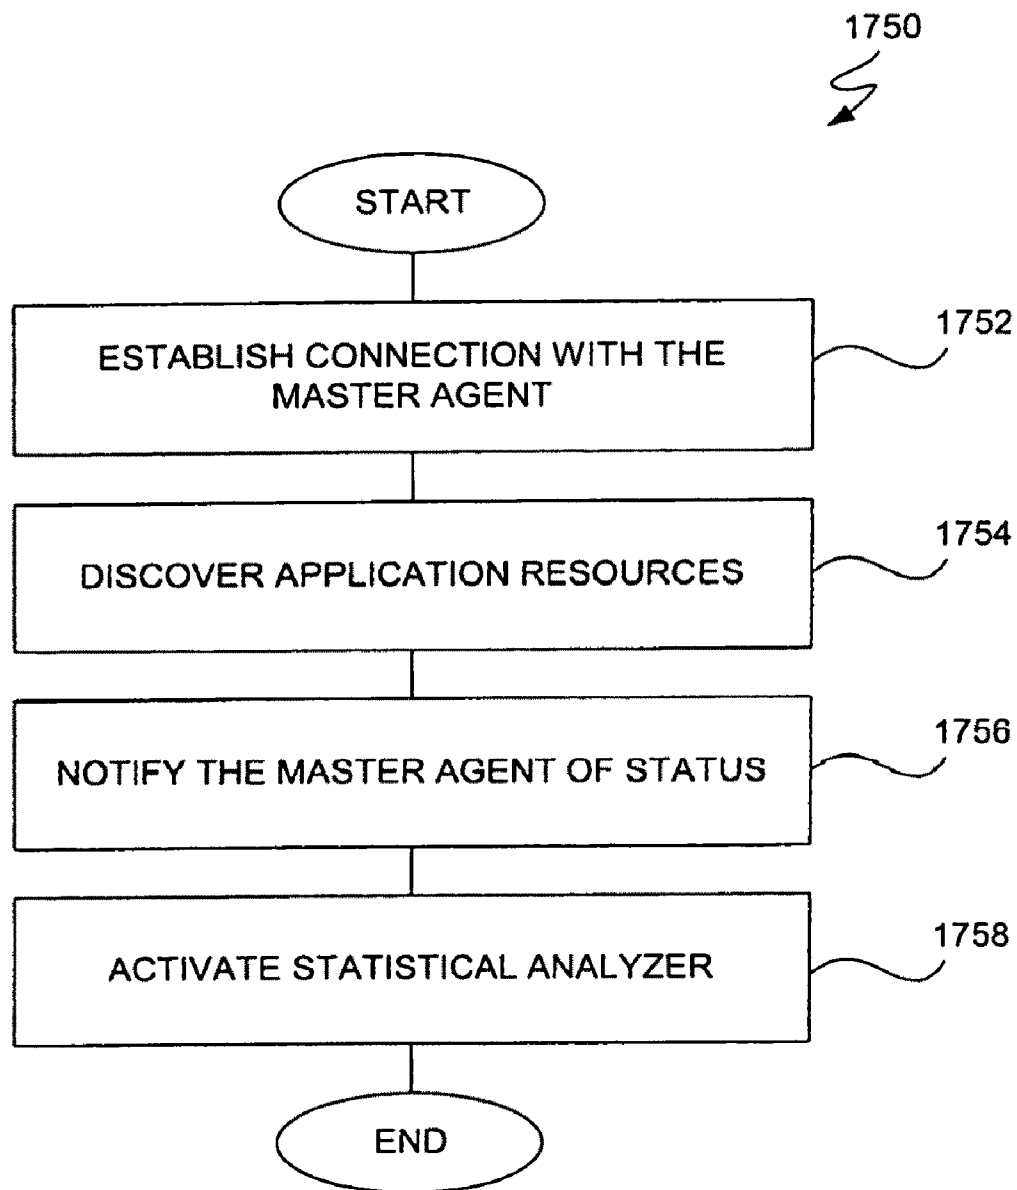 1750
START
ESTABLISH CONNECTION WITH THE
MASTER AGENT
1752
DISCOVER APPLICATION RESOURCES
1754
NOTIFY THE MASTER AGENT OF STATUS
1756
ACTIVATE STATISTICAL ANALYZER
1758
END